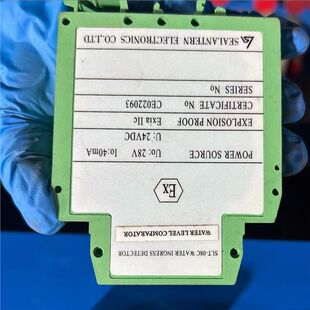 SEALANTERN ELECTRONICS CO.,LTD
SERIES No
CERTIFICATE No CE022093
EXPLOSION PROOF Exia IIc
U: 24VDC
POWER SOURCE Uo: 28V Io:40mA
Ex
WATER LEVEL COMPARATOR
SLT-08C WATER INGRESS DETECTOR